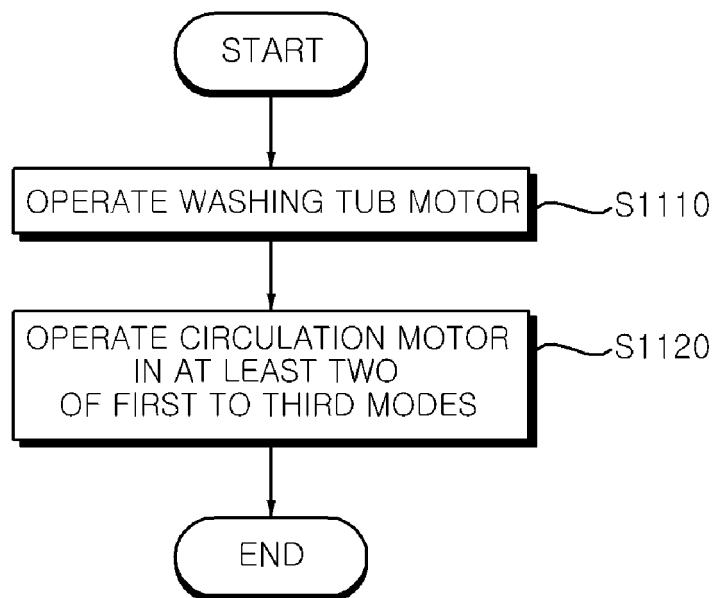 START
OPERATE WASHING TUB MOTOR
S1110
OPERATE CIRCULATION MOTOR
IN AT LEAST TWO
OF FIRST TO THIRD MODES
S1120
END